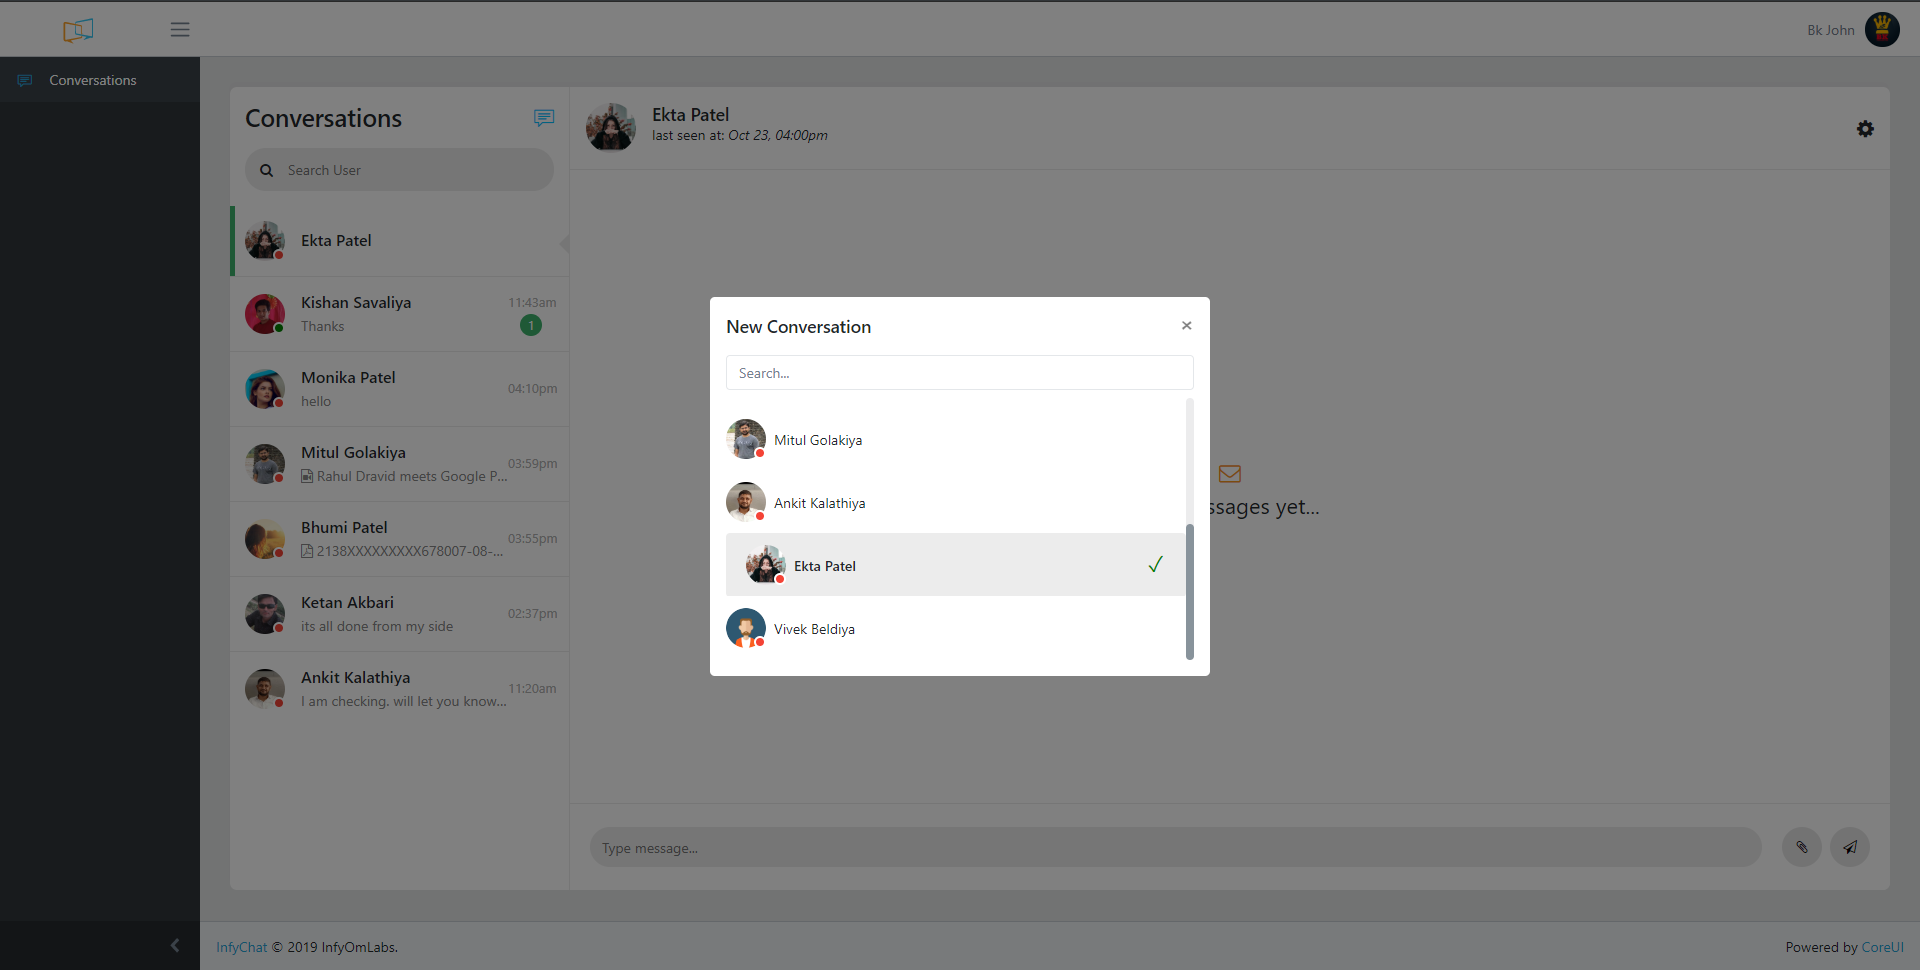 Bk John
Conversations
Conversations
Search User
Ekta Patel
Kishan Savaliya
11:43am
Thanks
1
Monika Patel
04:10pm
hello
Mitul Golakiya
03:59pm
Rahul Dravid meets Google P...
Bhumi Patel
03:55pm
2138XXXXXXXXX678007-08-...
Ketan Akbari
02:37pm
its all done from my side
Ankit Kalathiya
11:20am
I am checking. will let you know...
Ekta Patel
last seen at: Oct 23, 04:00pm
New Conversation
×
Search...
Mitul Golakiya
Ankit Kalathiya
Ekta Patel
Vivek Beldiya
ssages yet...
Type message...
InfyChat © 2019 InfyOmLabs.
Powered by CoreUI